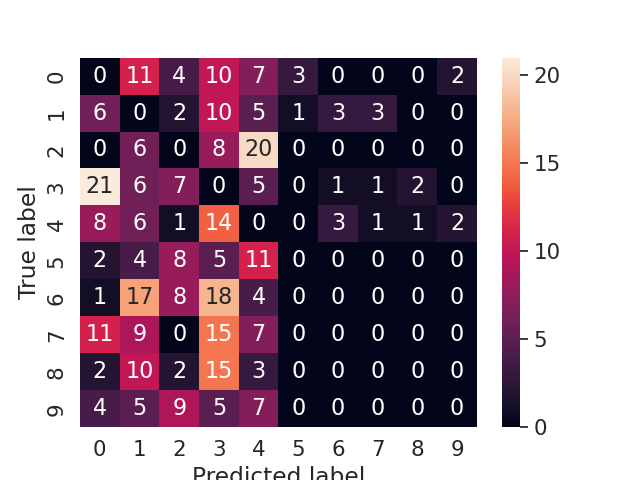 0 0 11 4 10 7 3 0 0 0 2
1 6 0 2 10 5 1 3 3 0 0
2 0 6 0 8 20 0 0 0 0 0
3 21 6 7 0 5 0 1 1 2 0
4 8 6 1 14 0 0 3 1 1 2
5 2 4 8 5 11 0 0 0 0 0
6 1 17 8 18 4 0 0 0 0 0
7 11 9 0 15 7 0 0 0 0 0
8 2 10 2 15 3 0 0 0 0 0
9 4 5 9 5 7 0 0 0 0 0
0 1 2 3 4 5 6 7 8 9
Predicted label
True label
20
15
10
5
0